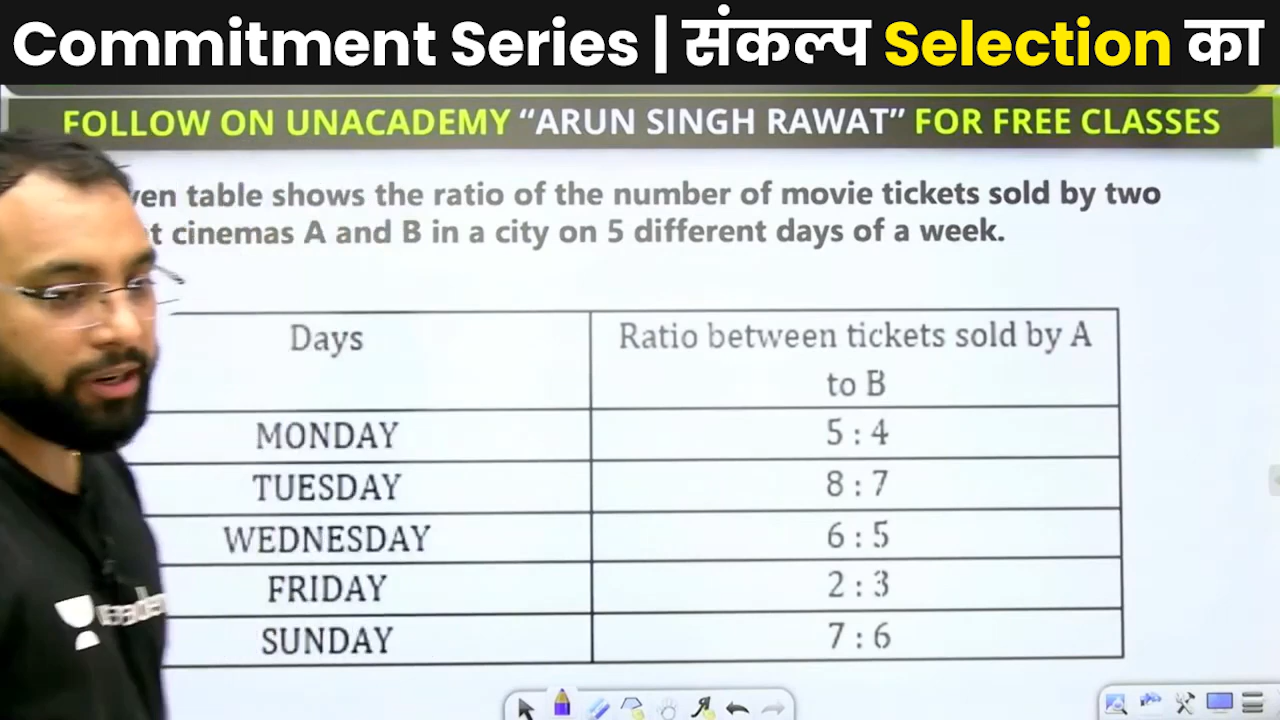 Commitment Series | संकल्प Selection का
FOLLOW ON UNACADEMY “ARUN SINGH RAWAT” FOR FREE CLASSES
table shows the ratio of the number of movie tickets sold by two
cinemas A and B in a city on 5 different days of a week.
Days
Ratio between tickets sold by A
to B
MONDAY 5 : 4
TUESDAY 8 : 7
WEDNESDAY 6 : 5
FRIDAY 2 : 3
SUNDAY 7 : 6